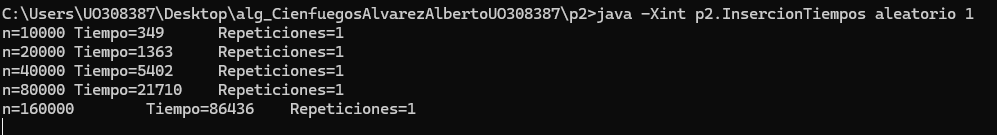 C:\Users\UO308387\Desktop\alg_CienfuegosAlvarezAlbertoUO308387\p2>java -Xint p2.InsercionTiempos aleatorio 1
n=10000 Tiempo=349 Repeticiones=1
n=20000 Tiempo=1363 Repeticiones=1
n=40000 Tiempo=5402 Repeticiones=1
n=80000 Tiempo=21710 Repeticiones=1
n=160000 Tiempo=86436 Repeticiones=1